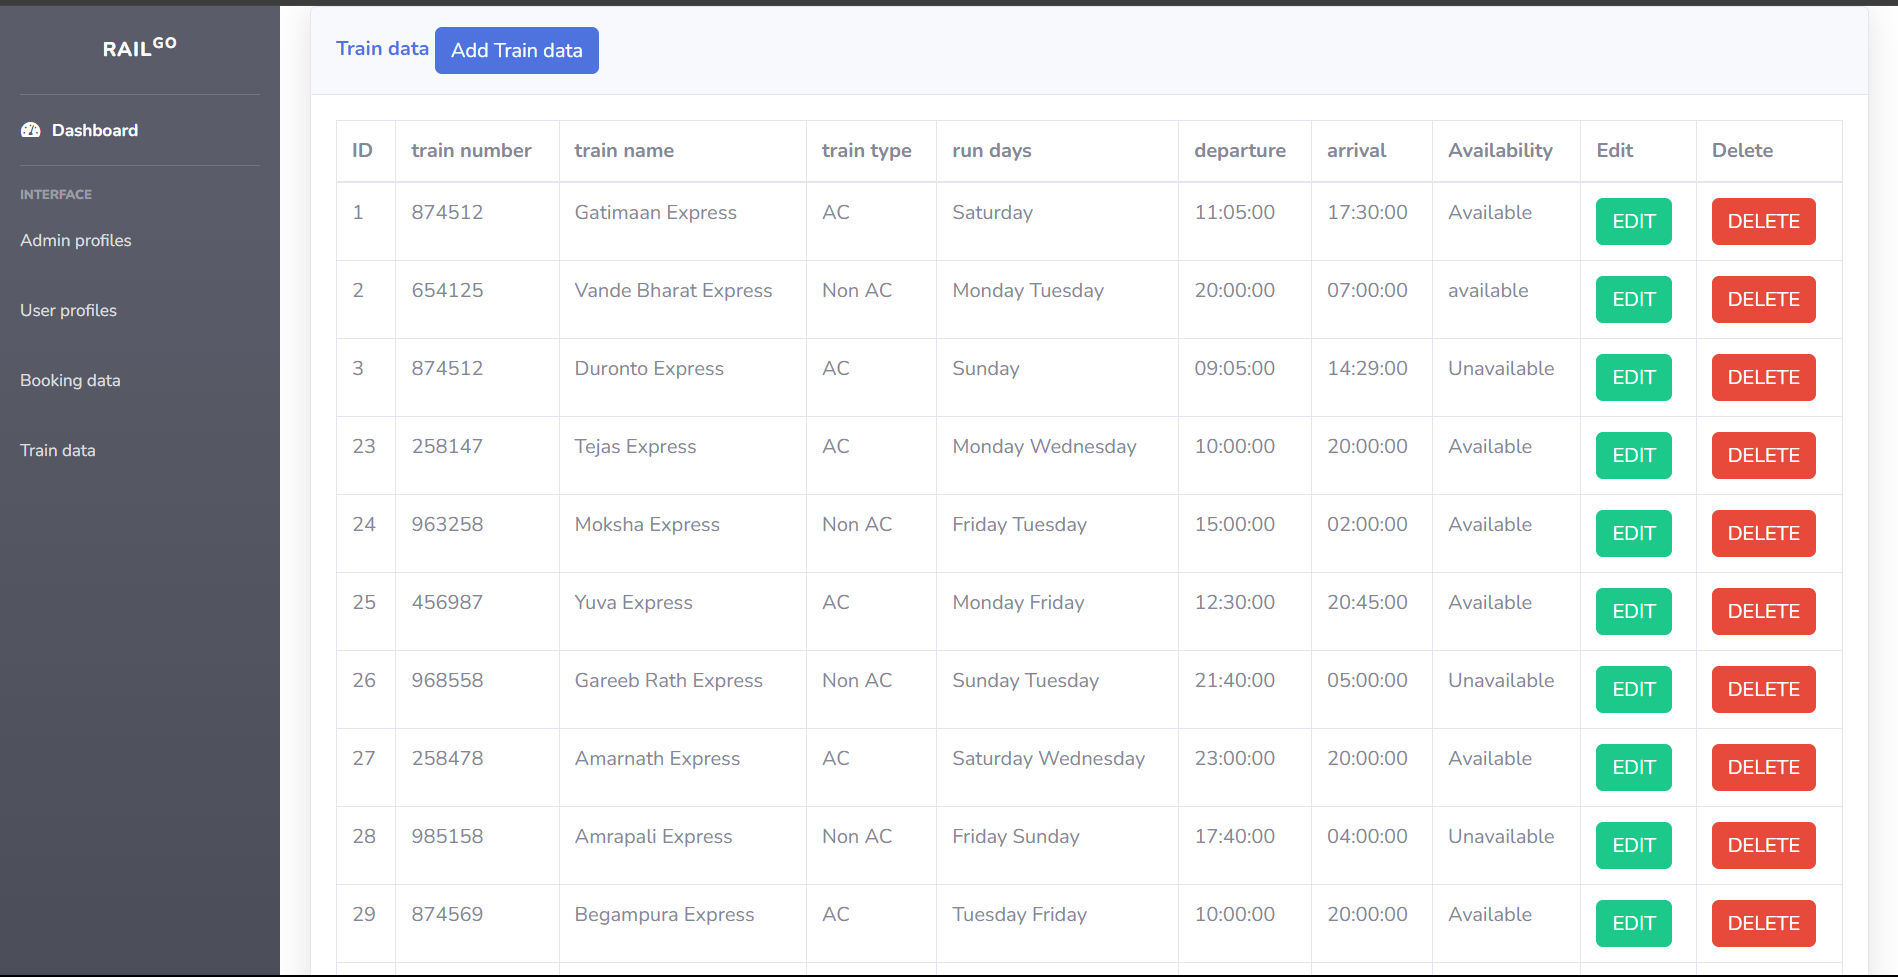 RAILGO
Dashboard
INTERFACE
Admin profiles
User profiles
Booking data
Train data
Train data Add Train data
ID train number train name train type run days departure arrival Availability Edit Delete
1 874512 Gatimaan Express AC Saturday 11:05:00 17:30:00 Available EDIT DELETE
2 654125 Vande Bharat Express Non AC Monday Tuesday 20:00:00 07:00:00 available EDIT DELETE
3 874512 Duronto Express AC Sunday 09:05:00 14:29:00 Unavailable EDIT DELETE
23 258147 Tejas Express AC Monday Wednesday 10:00:00 20:00:00 Available EDIT DELETE
24 963258 Moksha Express Non AC Friday Tuesday 15:00:00 02:00:00 Available EDIT DELETE
25 456987 Yuva Express AC Monday Friday 12:30:00 20:45:00 Available EDIT DELETE
26 968558 Gareeb Rath Express Non AC Sunday Tuesday 21:40:00 05:00:00 Unavailable EDIT DELETE
27 258478 Amarnath Express AC Saturday Wednesday 23:00:00 20:00:00 Available EDIT DELETE
28 985158 Amrapali Express Non AC Friday Sunday 17:40:00 04:00:00 Unavailable EDIT DELETE
29 874569 Begampura Express AC Tuesday Friday 10:00:00 20:00:00 Available EDIT DELETE